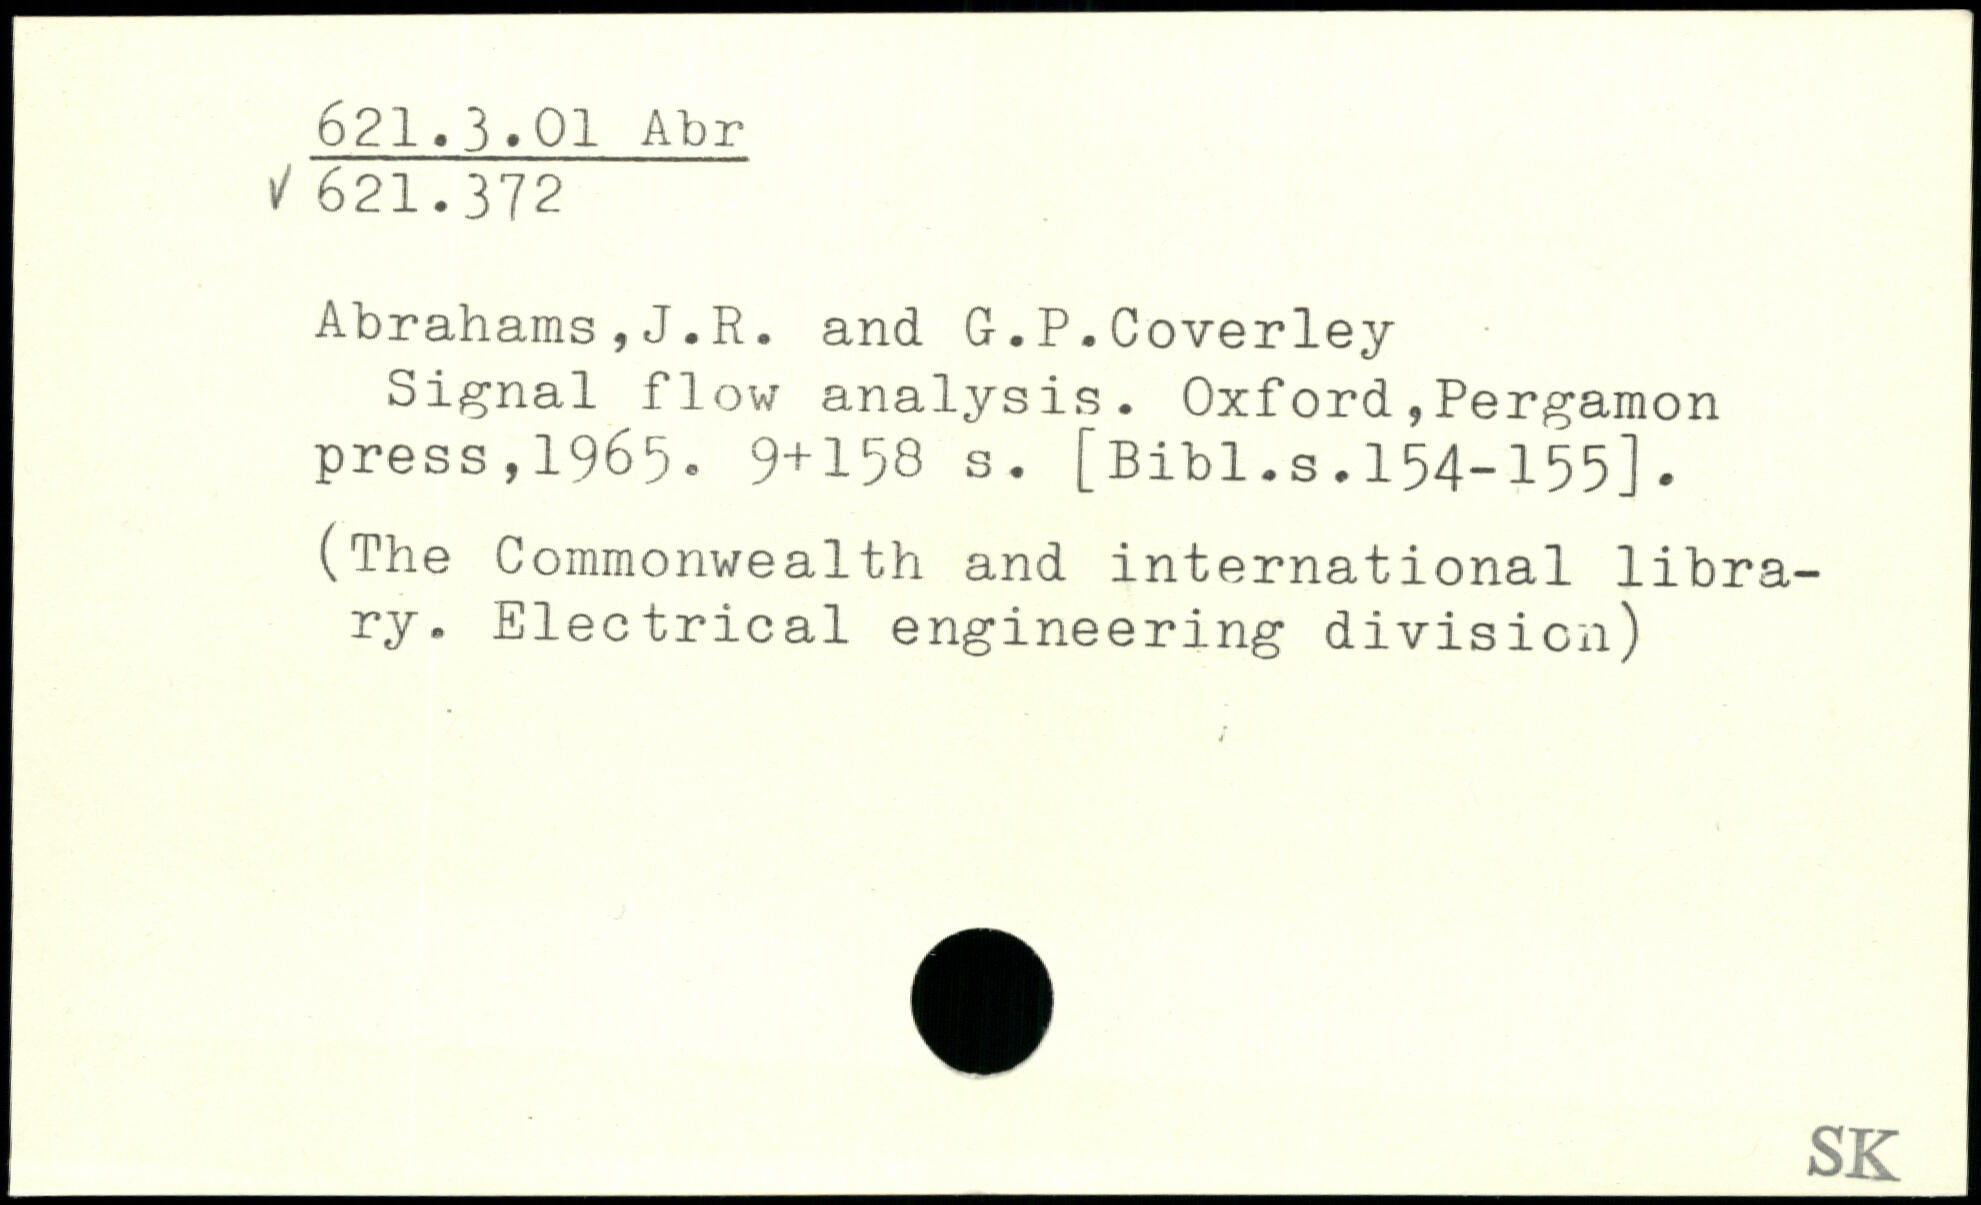 621.3.01 Abr
√ 621.372
Abrahams,J.R. and G.P.Coverley
Signal flow analysis. Oxford,Pergamon
press,1965. 9+158 s. [Bibl.s.154-155].
(The Commonwealth and international libra-
ry. Electrical engineering division)
SK